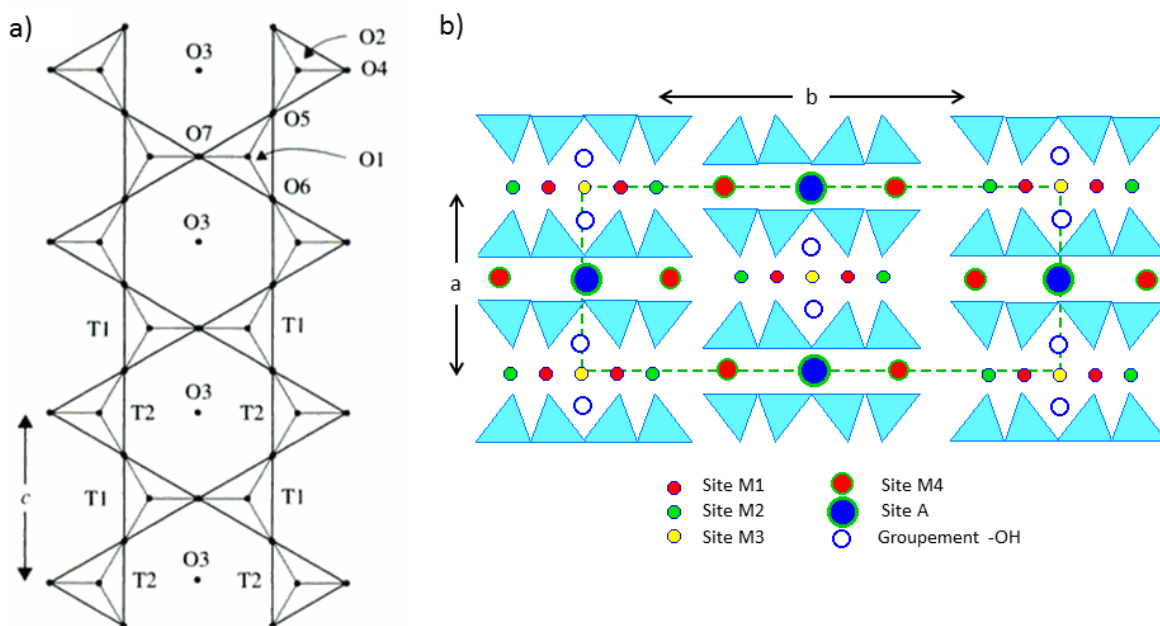 a)
O3
O2
O4
O7
O5
O1
O6
O3
T1
T1
T2
O3
T2
c
T1
T1
T2
O3
T2
b)
b
a
Site M1
Site M4
Site M2
Site A
Site M3
Groupement -OH